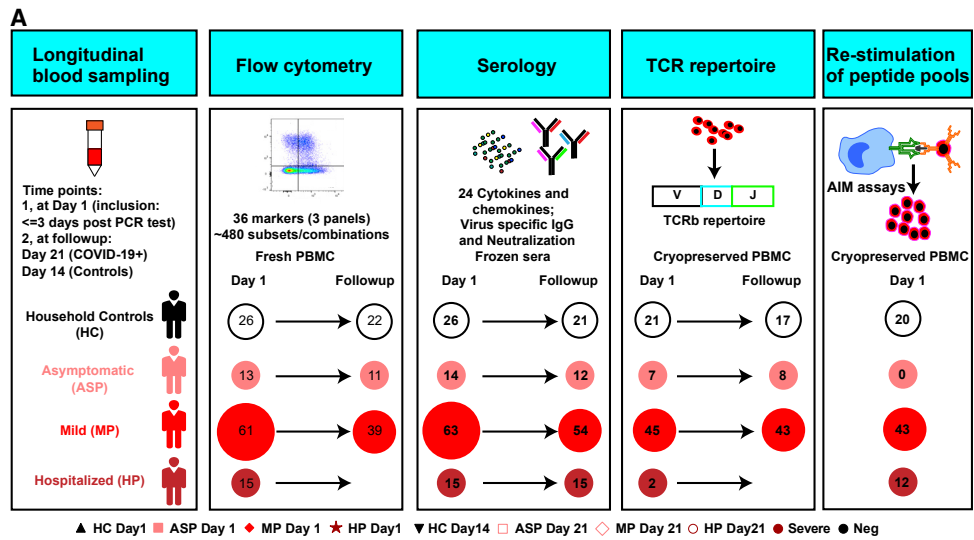 A
Longitudinal
blood sampling
Flow cytometry
Serology
TCR repertoire
Re-stimulation
of peptide pools
Time points:
1, at Day 1 (inclusion:
<=3 days post PCR test)
2, at followup:
Day 21 (COVID-19+)
Day 14 (Controls)
36 markers (3 panels)
~480 subsets/combinations
Fresh PBMC
24 Cytokines and
chemokines;
Virus specific IgG
and Neutralization
Frozen sera
V D J
TCRb repertoire
Cryopreserved PBMC
AIM assays
Cryopreserved PBMC
Day 1 Followup Day 1 Followup Day 1 Followup Day 1
Household Controls
(HC)
26 22 26 21 21 17 20
Asymptomatic
(ASP)
13 11 14 12 7 8 0
Mild (MP)
61 39 63 54 45 43 43
Hospitalized (HP)
15 15 15 2 12
HC Day1 ASP Day 1 MP Day 1 HP Day1 HC Day14 ASP Day 21 MP Day 21 HP Day21 Severe Neg